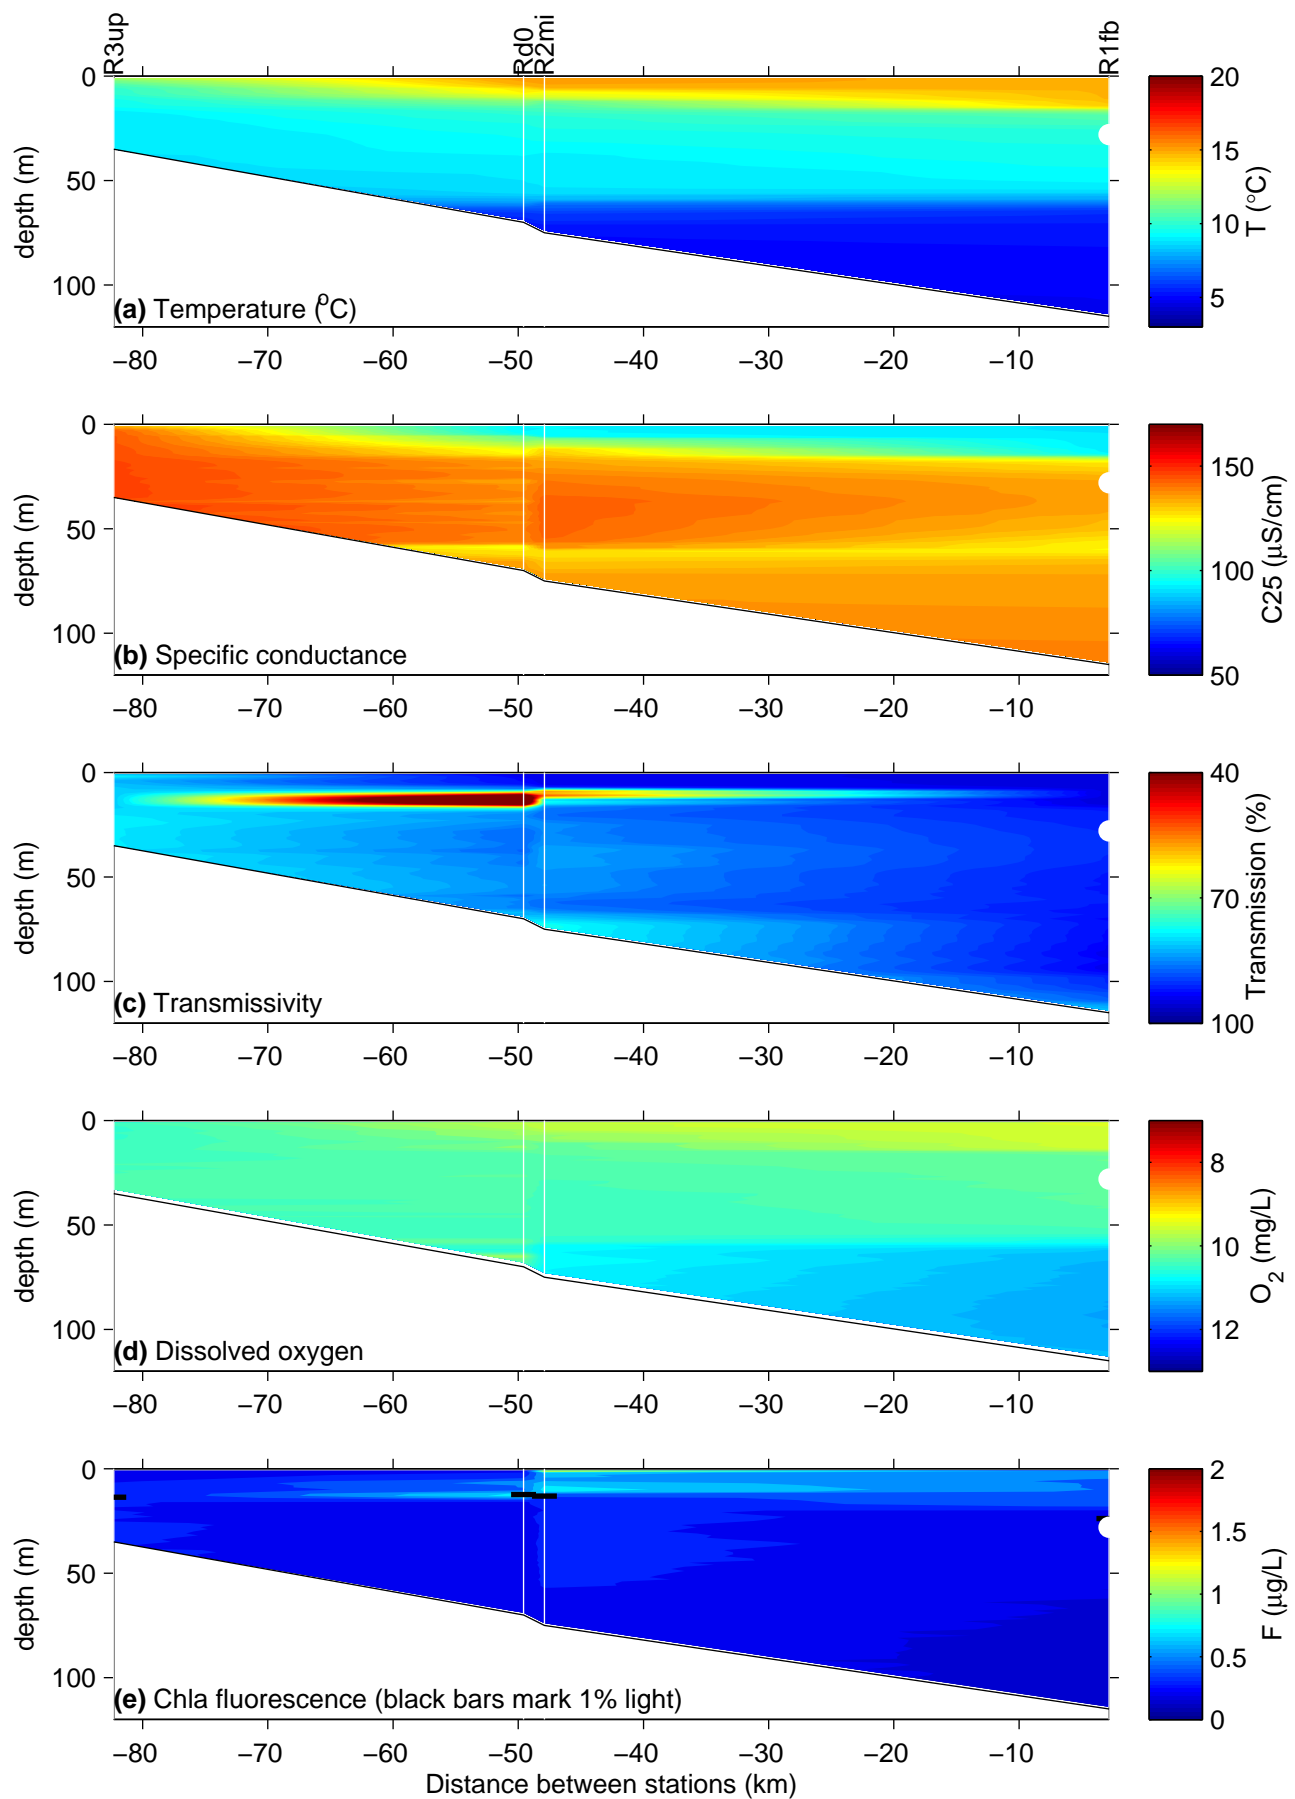 R3up Rd0 R2mi R1fb
0
50
100
depth (m)
(a) Temperature (°C)
−80 −70 −60 −50 −40 −30 −20 −10
20
15
10
5
T (°C)
0
50
100
depth (m)
(b) Specific conductance
−80 −70 −60 −50 −40 −30 −20 −10
150
100
50
C25 (µS/cm)
0
50
100
depth (m)
(c) Transmissivity
−80 −70 −60 −50 −40 −30 −20 −10
40
70
100
Transmission (%)
0
50
100
depth (m)
(d) Dissolved oxygen
−80 −70 −60 −50 −40 −30 −20 −10
8
10
12
O2 (mg/L)
0
50
100
depth (m)
(e) Chla fluorescence (black bars mark 1% light)
−80 −70 −60 −50 −40 −30 −20 −10
Distance between stations (km)
2
1.5
1
0.5
0
F (µg/L)